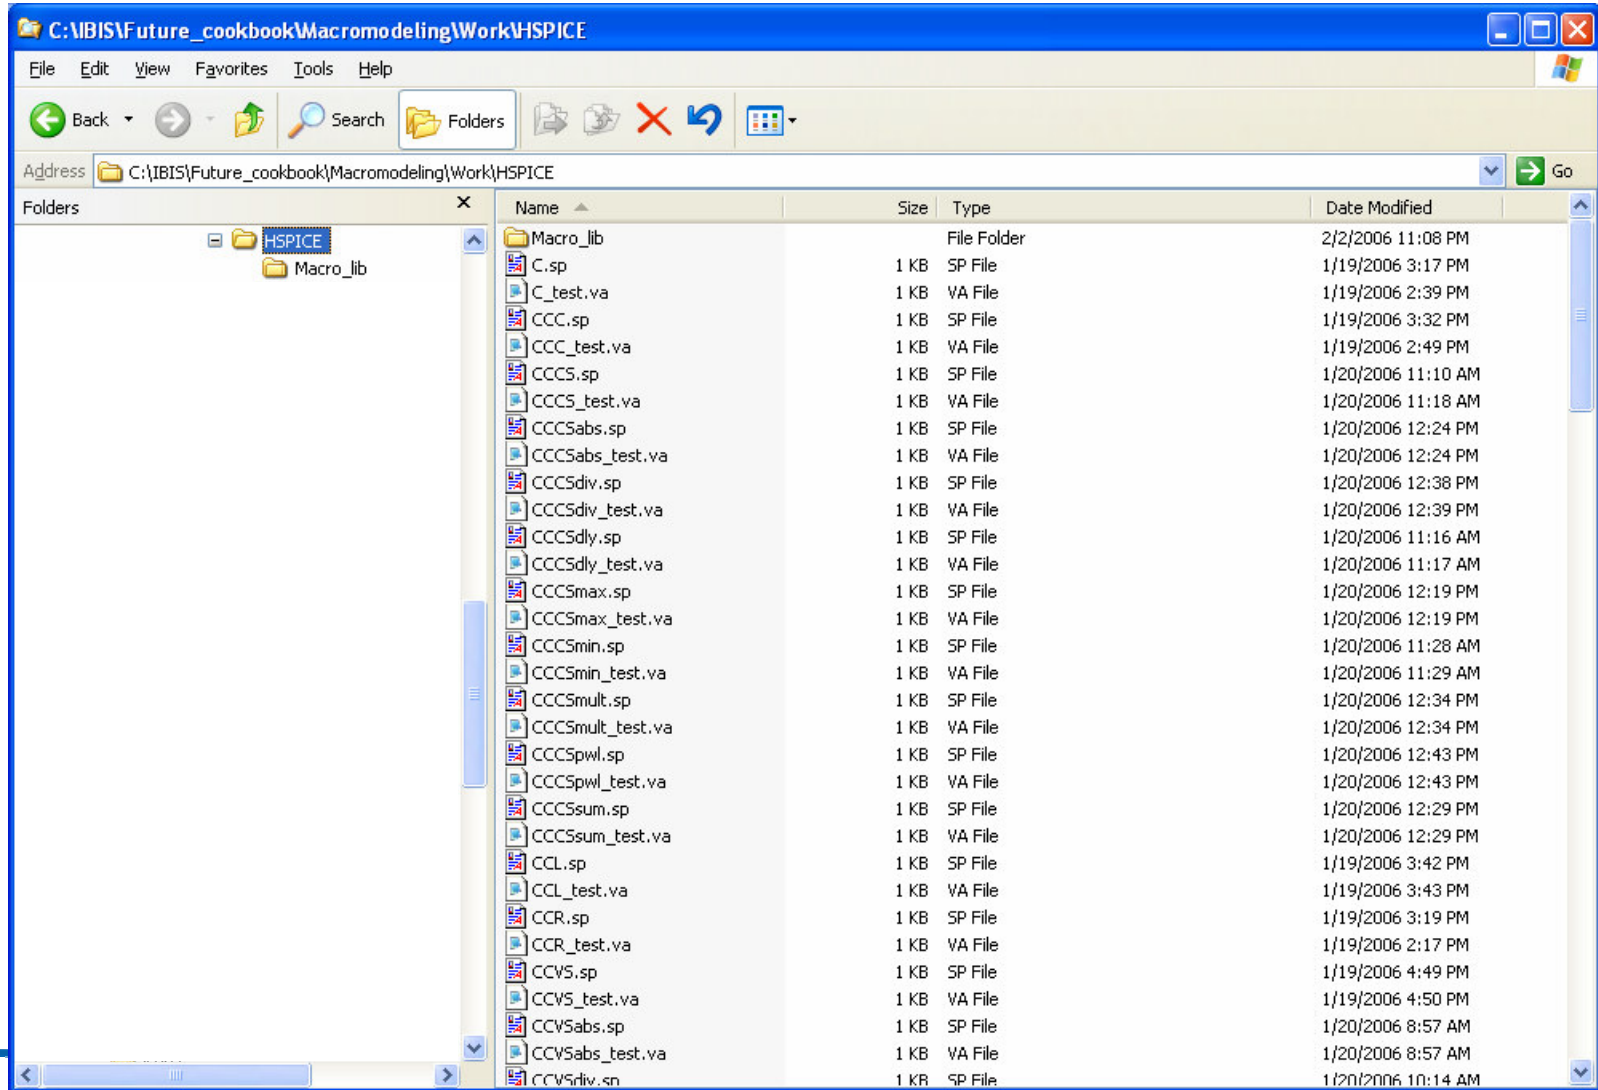 C:\IBIS\Future_cookbook\Macromodeling\Work\HSPICE
File Edit View Favorites Tools Help
Back Search Folders
Address C:\IBIS\Future_cookbook\Macromodeling\Work\HSPICE Go
Folders
HSPICE
Macro_lib
Name Size Type Date Modified
Macro_lib File Folder 2/2/2006 11:08 PM
C.sp 1 KB SP File 1/19/2006 3:17 PM
C_test.va 1 KB VA File 1/19/2006 2:39 PM
CCC.sp 1 KB SP File 1/19/2006 3:32 PM
CCC_test.va 1 KB VA File 1/19/2006 2:49 PM
CCCS.sp 1 KB SP File 1/20/2006 11:10 AM
CCCS_test.va 1 KB VA File 1/20/2006 11:18 AM
CCCSabs.sp 1 KB SP File 1/20/2006 12:24 PM
CCCSabs_test.va 1 KB VA File 1/20/2006 12:24 PM
CCCSdiv.sp 1 KB SP File 1/20/2006 12:38 PM
CCCSdiv_test.va 1 KB VA File 1/20/2006 12:39 PM
CCCSdly.sp 1 KB SP File 1/20/2006 11:16 AM
CCCSdly_test.va 1 KB VA File 1/20/2006 11:17 AM
CCCSmax.sp 1 KB SP File 1/20/2006 12:19 PM
CCCSmax_test.va 1 KB VA File 1/20/2006 12:19 PM
CCCSmin.sp 1 KB SP File 1/20/2006 11:28 AM
CCCSmin_test.va 1 KB VA File 1/20/2006 11:29 AM
CCCSmult.sp 1 KB SP File 1/20/2006 12:34 PM
CCCSmult_test.va 1 KB VA File 1/20/2006 12:34 PM
CCCSpwl.sp 1 KB SP File 1/20/2006 12:43 PM
CCCSpwl_test.va 1 KB VA File 1/20/2006 12:43 PM
CCCSsum.sp 1 KB SP File 1/20/2006 12:29 PM
CCCSsum_test.va 1 KB VA File 1/20/2006 12:29 PM
CCL.sp 1 KB SP File 1/19/2006 3:42 PM
CCL_test.va 1 KB VA File 1/19/2006 3:43 PM
CCR.sp 1 KB SP File 1/19/2006 3:19 PM
CCR_test.va 1 KB VA File 1/19/2006 2:17 PM
CCVS.sp 1 KB SP File 1/19/2006 4:49 PM
CCVS_test.va 1 KB VA File 1/19/2006 4:50 PM
CCVSabs.sp 1 KB SP File 1/20/2006 8:57 AM
CCVSabs_test.va 1 KB VA File 1/20/2006 8:57 AM
CCVSdiv.sp 1 KB SP File 1/20/2006 10:14 AM